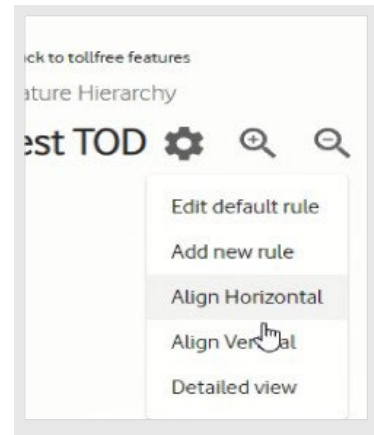 ck to tollfree features
ature Hierarchy
est TOD
Edit default rule
Add new rule
Align Horizontal
Align
Detailed view